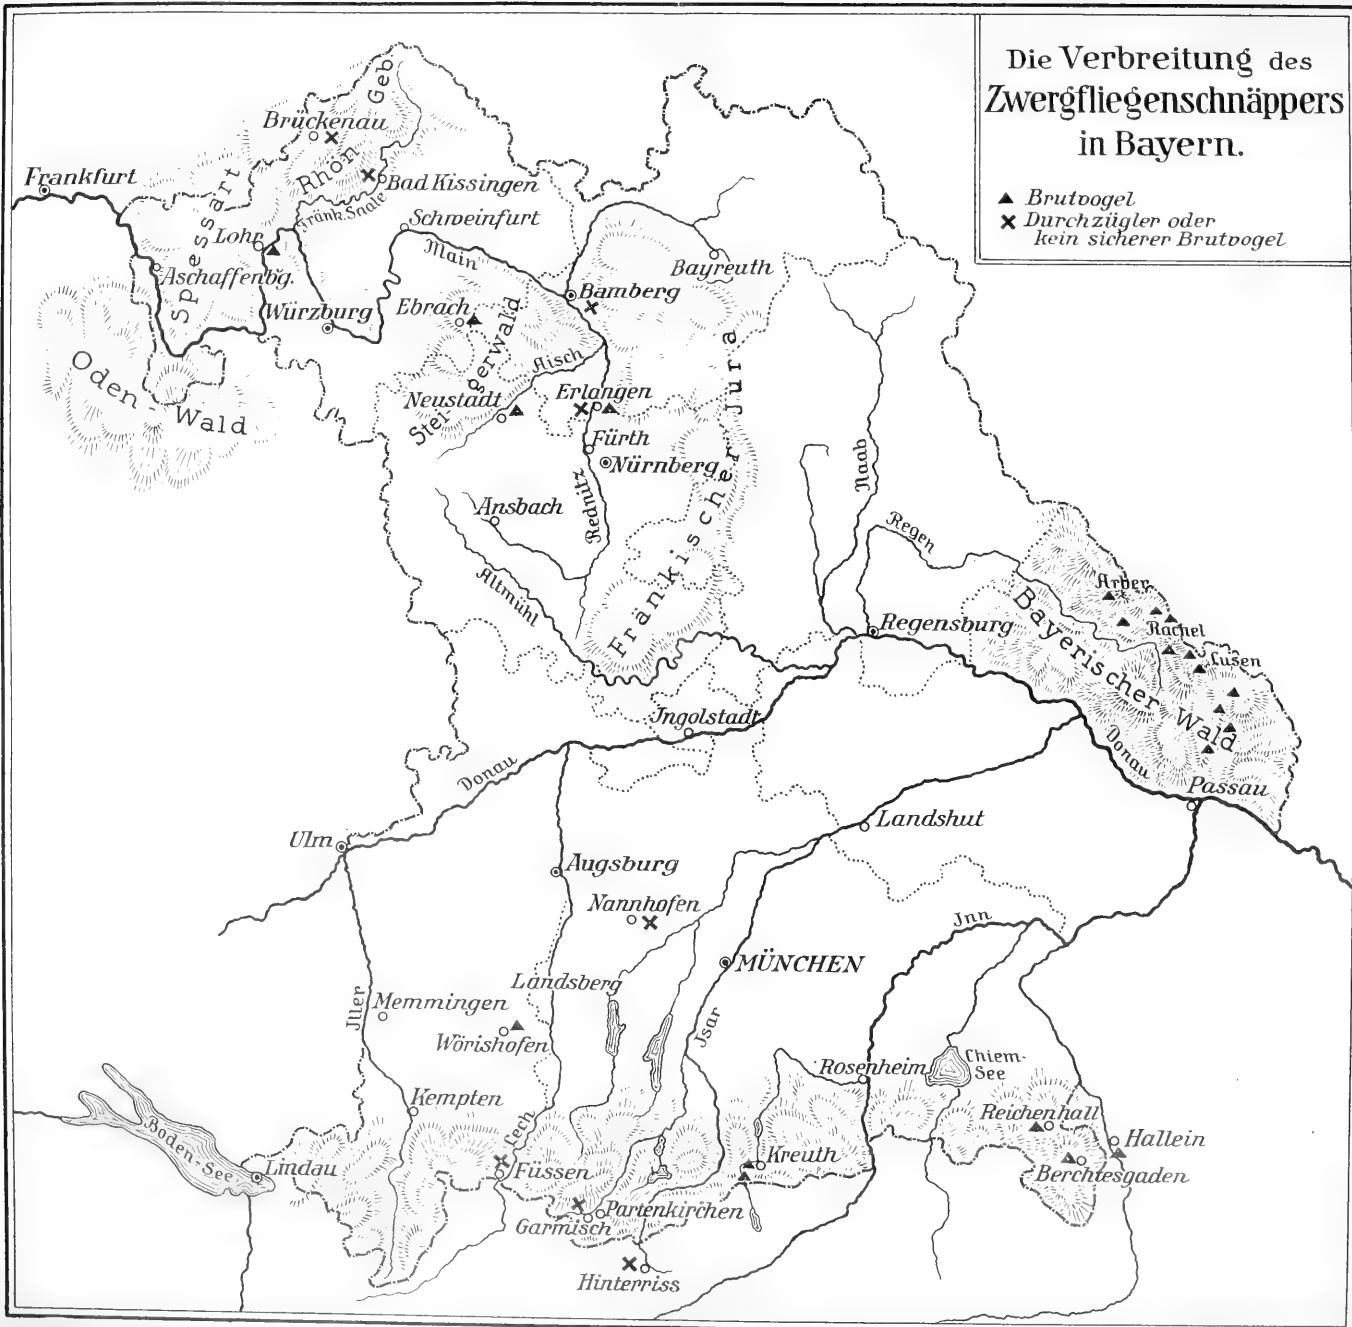 Die Verbreitung des
Zwergfliegenschnäppers
in Bayern.
▲ Brutvogel
× Durchzügler oder
kein sicherer Brutvogel
Frankfurt
Brückenau
Rhön Geb.
Bad Kissingen
Fränk. Saale
Schweinfurt
Spessart
Lohr
Aschaffenbg.
Main
Würzburg
Ebrach
Bamberg
Bayreuth
Oden-Wald
Steigerwald
Aisch
Neustadt
Erlangen
Fürth
Nürnberg
Rednitz
Fränkischer Jura
Naab
Ansbach
Altmühl
Regen
Regensburg
Arber
Rachel
Lusen
Bayerischer Wald
Donau
Passau
Jngolstadt
Donau
Ulm
Landshut
Augsburg
Nannhofen
MÜNCHEN
Jnn
Landsberg
Jller
Memmingen
Wörishofen
Jsar
Rosenheim
Chiem-
See
Kempten
Lech
Reichenhall
Hallein
Boden-See
Lindau
Füssen
Kreuth
Berchtesgaden
Partenkirchen
Garmisch
Hinterriss